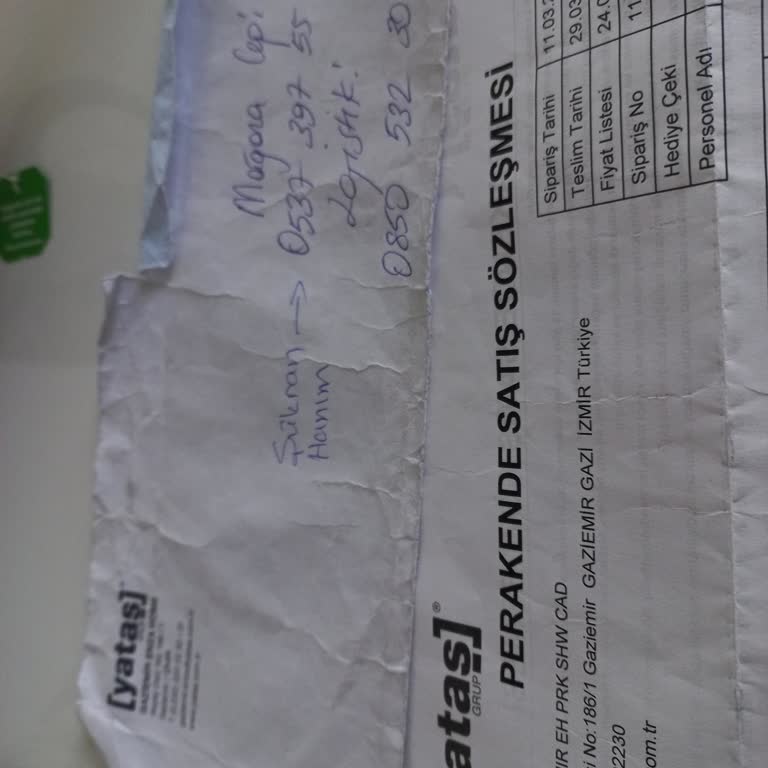 Mağaza Cepi
Şükran → 0537 397 55
Hanım
Lojistik:
0850 532 30
[yataş]
[yataş]®
GRUP
PERAKENDE SATIŞ SÖZLEŞMESİ
Sipariş Tarihi 11.03.
Teslim Tarihi 29.03
Fiyat Listesi 24.0
Sipariş No 11
Hediye Çeki
Personel Adı
IR EH PRK SHW CAD
i No:186/1 Gaziemir GAZİEMİR GAZİ İZMİR Türkiye
2230
om.tr